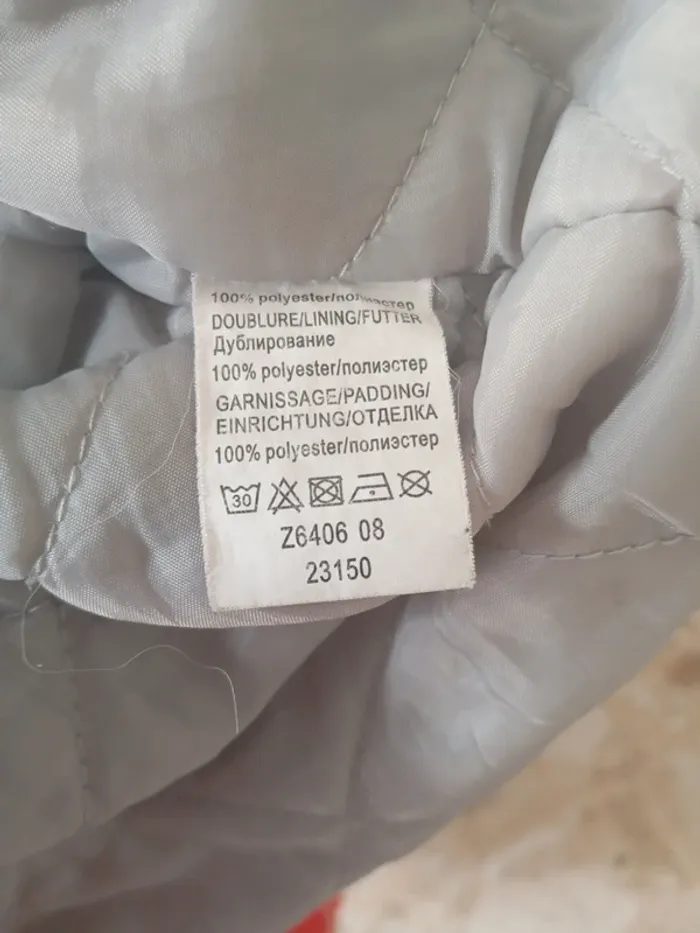 100% polyester/полиэстер
DOUBLURE/LINING/FUTTER
Дублирование
100% polyester/полиэстер
GARNISSAGE/PADDING/
EINRICHTUNG/ОТДЕЛКА
100% polyester/полиэстер
30
Z6406 08
23150